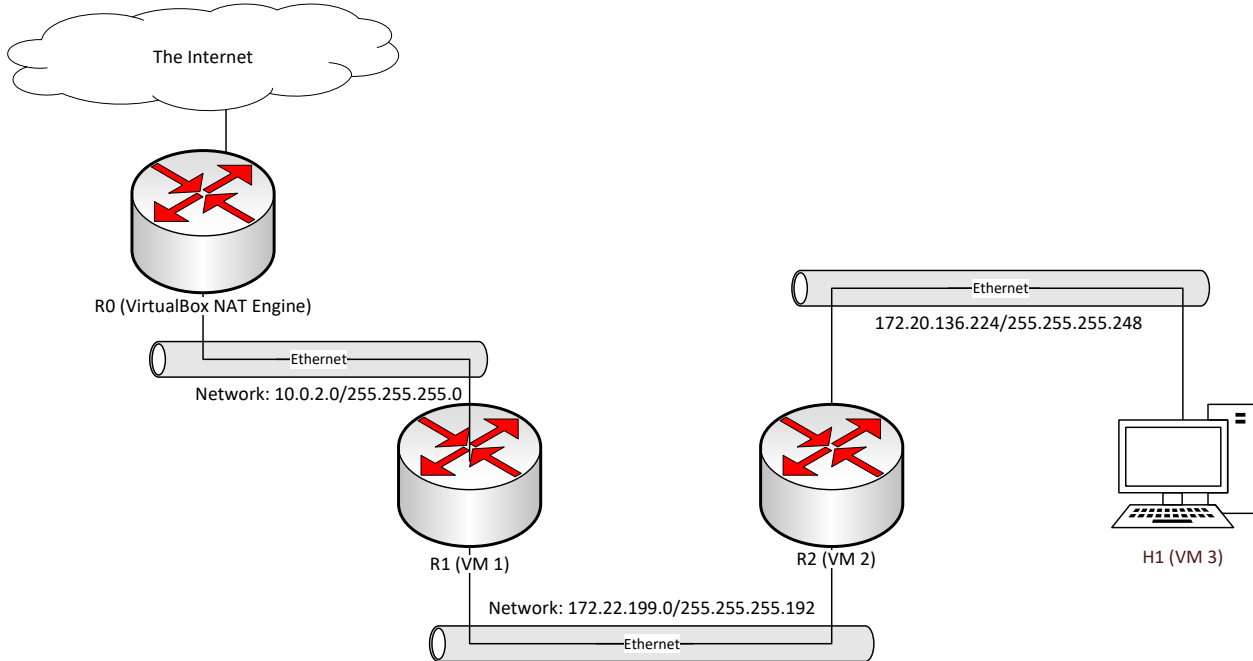 The Internet
R0 (VirtualBox NAT Engine)
Ethernet
172.20.136.224/255.255.255.248
Ethernet
Network: 10.0.2.0/255.255.255.0
R1 (VM 1)
R2 (VM 2)
H1 (VM 3)
Network: 172.22.199.0/255.255.255.192
Ethernet